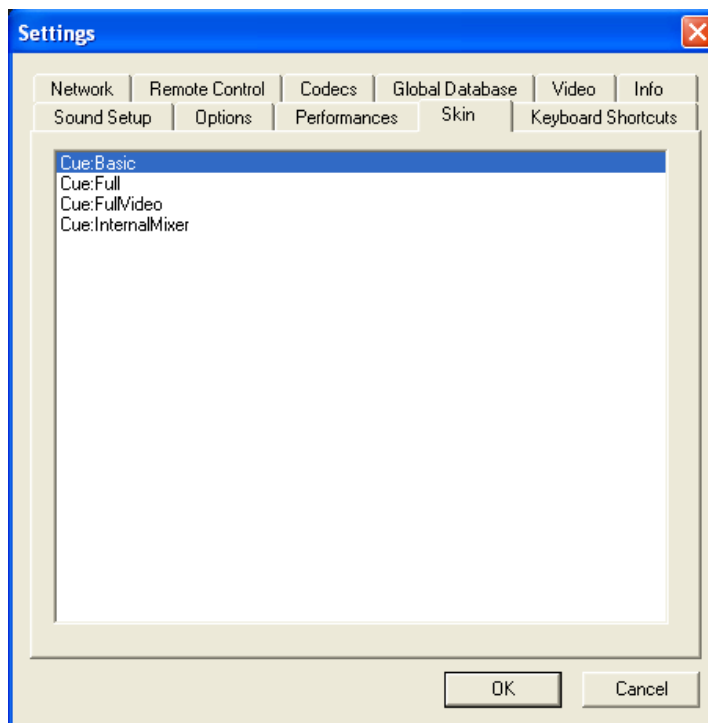 Settings
Network Remote Control Codecs Global Database Video Info
Sound Setup Options Performances Skin Keyboard Shortcuts
Cue:Basic
Cue:Full
Cue:FullVideo
Cue:InternalMixer
OK Cancel